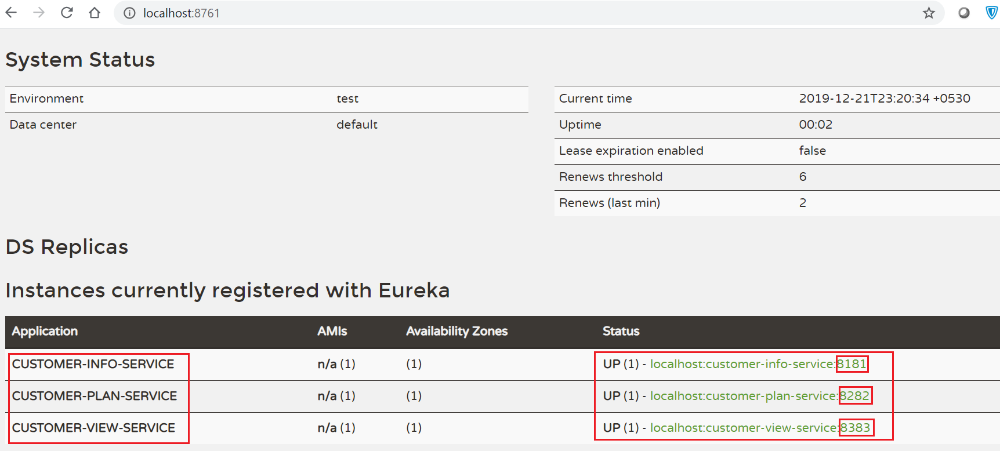 localhost:8761
System Status
Environment test
Data center default
Current time 2019-12-21T23:20:34 +0530
Uptime 00:02
Lease expiration enabled false
Renews threshold 6
Renews (last min) 2
DS Replicas
Instances currently registered with Eureka
Application AMIs Availability Zones Status
CUSTOMER-INFO-SERVICE n/a (1) (1) UP (1) - localhost:customer-info-service:8181
CUSTOMER-PLAN-SERVICE n/a (1) (1) UP (1) - localhost:customer-plan-service:8282
CUSTOMER-VIEW-SERVICE n/a (1) (1) UP (1) - localhost:customer-view-service:8383